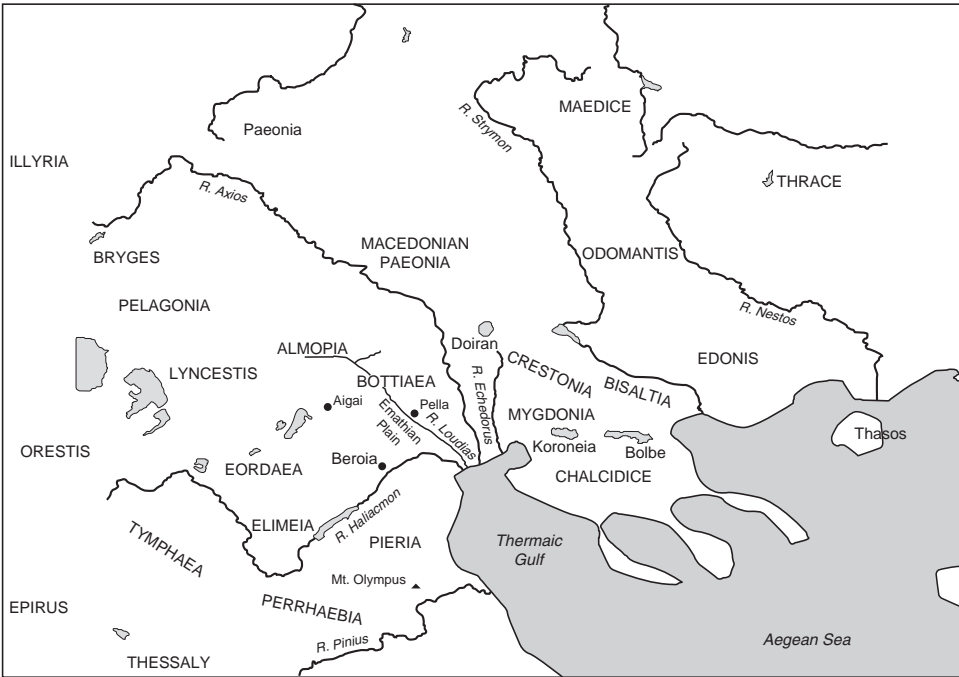 MAEDICE
R. Strymon
Paeonia
ILLYRIA
THRACE
R. Axios
MACEDONIAN
PAEONIA
ODOMANTIS
BRYGES
PELAGONIA
R. Nestos
Doiran
ALMOPIA
CRESTONIA
EDONIS
LYNCESTIS
BOTTIAEA
BISALTIA
Aigai
Pella
R. Echedorus
MYGDONIA
Emathian
Plain
R. Loudias
Thasos
ORESTIS
Koroneia
Bolbe
Beroia
EORDAEA
CHALCIDICE
ELIMEIA
R. Haliacmon
TYMPHAEA
PIERIA
Thermaic
Gulf
Mt. Olympus
EPIRUS
PERRHAEBIA
R. Pinius
Aegean Sea
THESSALY